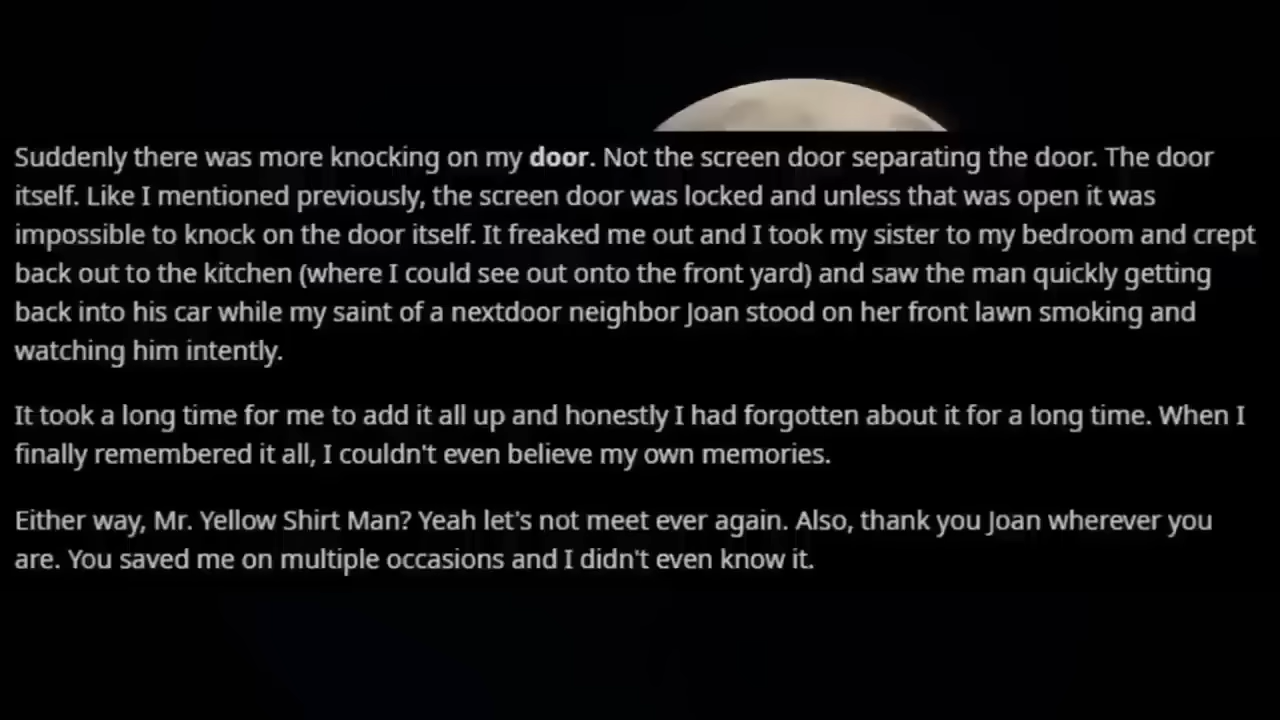 Suddenly there was more knocking on my door. Not the screen door separating the door. The door
itself. Like I mentioned previously, the screen door was locked and unless that was open it was
impossible to knock on the door itself. It freaked me out and I took my sister to my bedroom and crept
back out to the kitchen (where I could see out onto the front yard) and saw the man quickly getting
back into his car while my saint of a nextdoor neighbor Joan stood on her front lawn smoking and
watching him intently.
It took a long time for me to add it all up and honestly I had forgotten about it for a long time. When I
finally remembered it all, I couldn't even believe my own memories.
Either way, Mr. Yellow Shirt Man? Yeah let's not meet ever again. Also, thank you Joan wherever you
are. You saved me on multiple occasions and I didn't even know it.